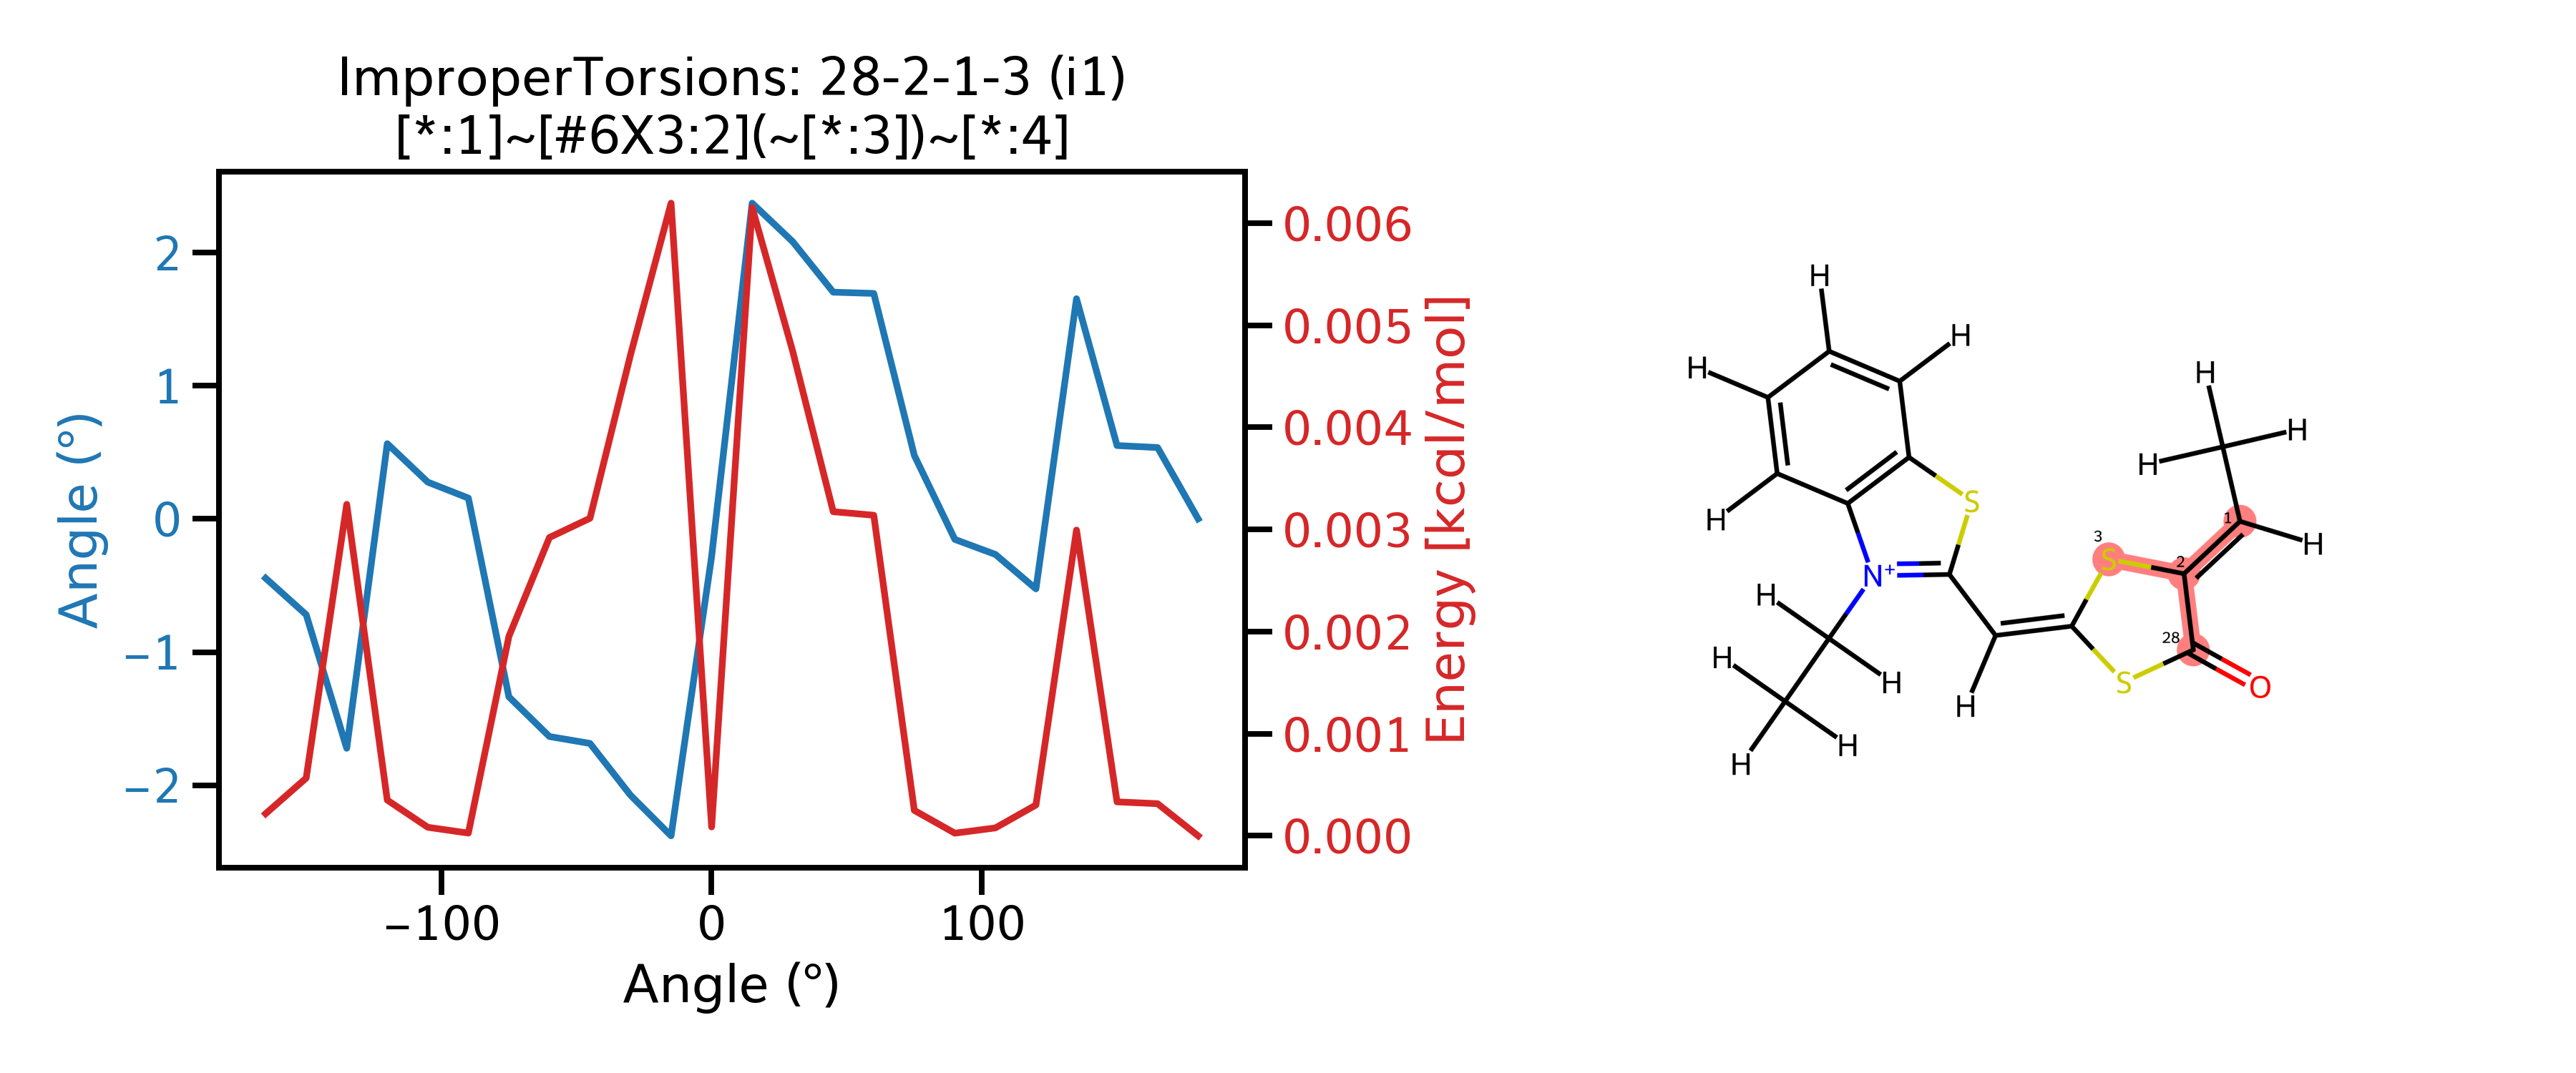 ImproperTorsions: 28-2-1-3 (i1)
[*:1]~[#6X3:2](~[*:3])~[*:4]
Angle (°)
2
1
0
−1
−2
−100
0
100
Angle (°)
0.006
0.005
0.004
0.003
0.002
0.001
0.000
Energy [kcal/mol]
H
H
H
H
S
N+
H
H
H
H
H
H
H
H
H
H
1
3
S
2
28
S
O